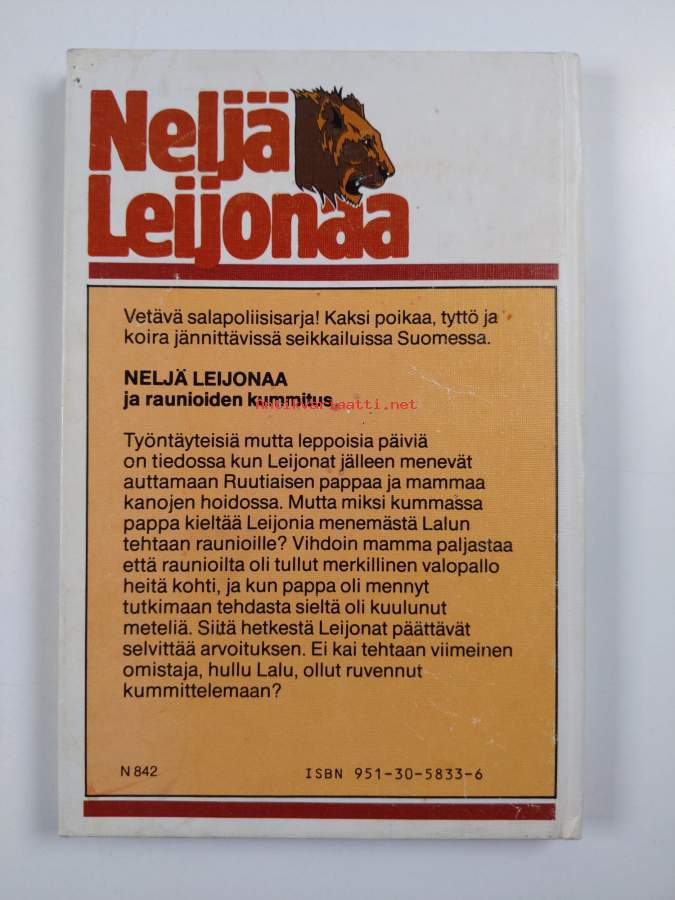 Neljä
Leijonaa
Vetävä salapoliisisarja! Kaksi poikaa, tyttö ja
koira jännittävissä seikkailuissa Suomessa.
NELJÄ LEIJONAA
ja raunioiden kummitus
Antikvariaatti.net
Työntäyteisiä mutta leppoisia päiviä
on tiedossa kun Leijonat jälleen menevät
auttamaan Ruutiaisen pappaa ja mammaa
kanojen hoidossa. Mutta miksi kummassa
pappa kieltää Leijonia menemästä Lalun
tehtaan raunioille? Vihdoin mamma paljastaa
että raunioilta oli tullut merkillinen valopallo
heitä kohti, ja kun pappa oli mennyt
tutkimaan tehdasta sieltä oli kuulunut
meteliä. Siitä hetkestä Leijonat päättävät
selvittää arvoituksen. Ei kai tehtaan viimeinen
omistaja, hullu Lalu, ollut ruvennut
kummittelemaan?
N 842
ISBN 951-30-5833-6